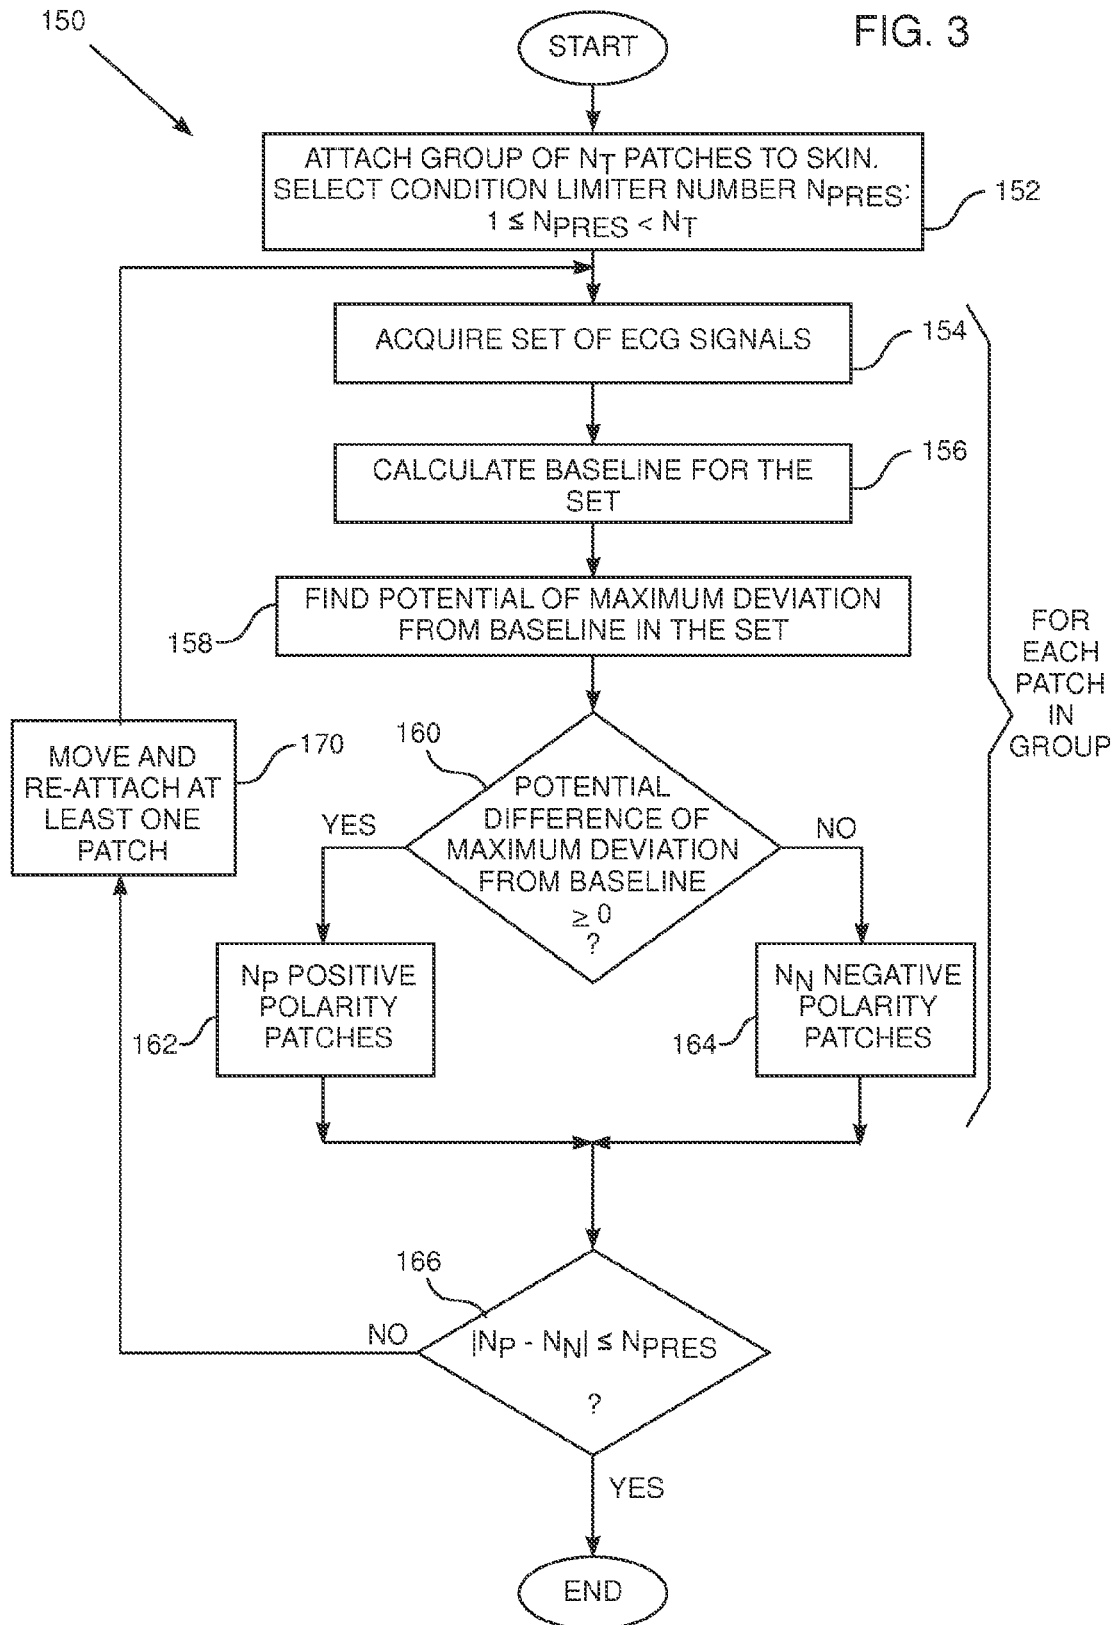 150
FIG. 3
START
ATTACH GROUP OF NT PATCHES TO SKIN.
SELECT CONDITION LIMITER NUMBER NPRES:
1 ≤ NPRES < NT
152
ACQUIRE SET OF ECG SIGNALS
154
CALCULATE BASELINE FOR THE
SET
156
FIND POTENTIAL OF MAXIMUM DEVIATION
FROM BASELINE IN THE SET
158
FOR
EACH
PATCH
IN
GROUP
MOVE AND
RE-ATTACH AT
LEAST ONE
PATCH
170
160
POTENTIAL
DIFFERENCE OF
MAXIMUM DEVIATION
FROM BASELINE
≥ 0
?
YES
NO
NP POSITIVE
POLARITY
PATCHES
162
NN NEGATIVE
POLARITY
PATCHES
164
166
|NP - NN| ≤ NPRES
?
NO
YES
END